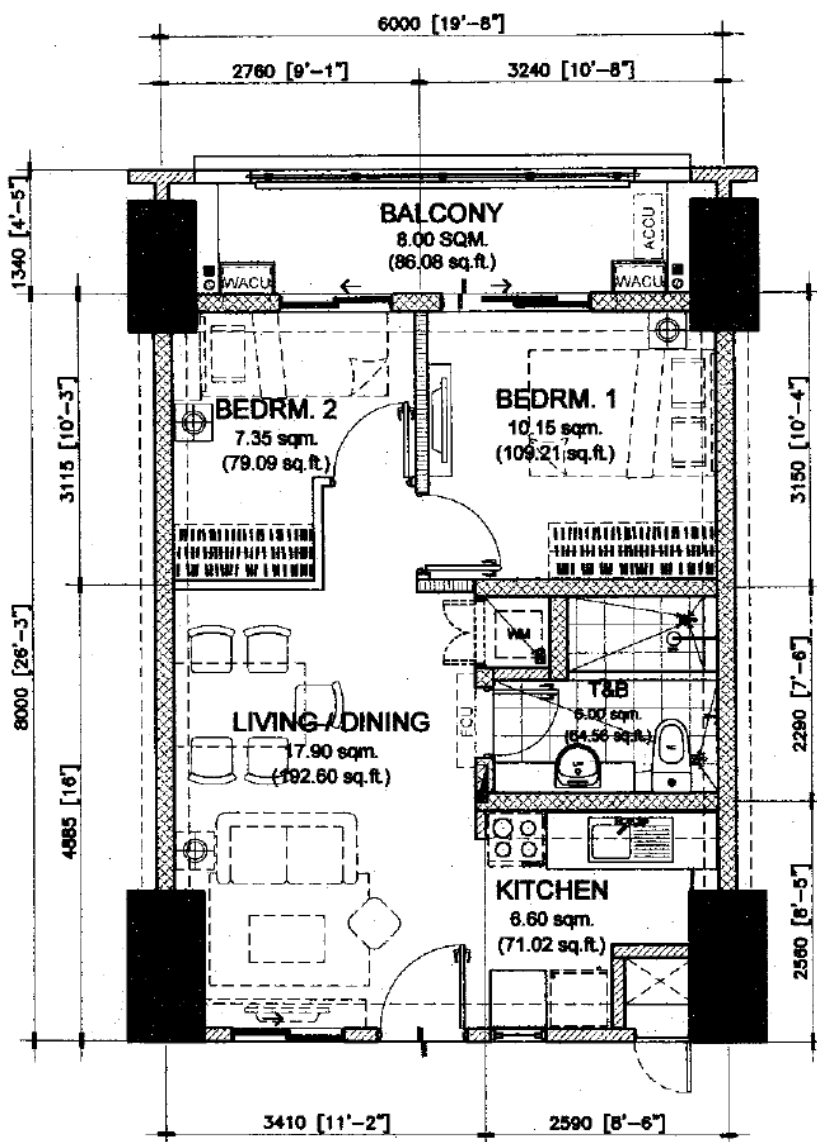 6000 [19'-8"]
2760 [9'-1"]
3240 [10'-8"]
1340 [4'-5"]
BALCONY
8.00 SQM.
(86.08 sq.ft.)
ACCU
WACU
WACU
BEDRM. 2
7.35 sqm.
(79.09 sq.ft.)
BEDRM. 1
10.15 sqm.
(109.21 sq.ft.)
3115 [10'-3"]
3150 [10'-4"]
8000 [26'-3"]
WM
T&B
6.00 sqm.
(64.56 sq.ft.)
FCU
2290 [7'-6"]
LIVING / DINING
17.90 sqm.
(192.60 sq.ft.)
4885 [16']
KITCHEN
6.60 sqm.
(71.02 sq.ft.)
2560 [8'-5"]
3410 [11'-2"]
2590 [8'-6"]